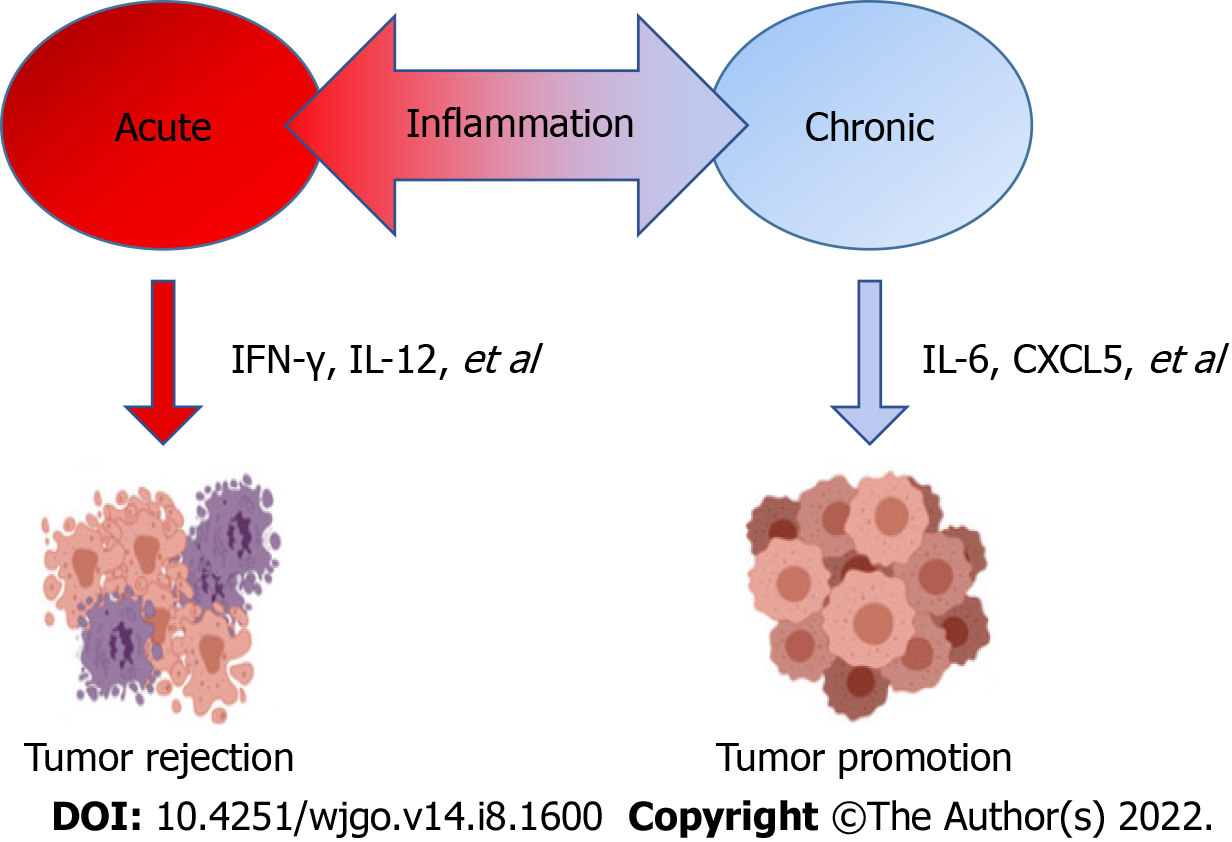 Acute
Inflammation
Chronic
IFN-γ, IL-12, et al
IL-6, CXCL5, et al
Tumor rejection
Tumor promotion
DOI: 10.4251/wjgo.v14.i8.1600 Copyright ©The Author(s) 2022.